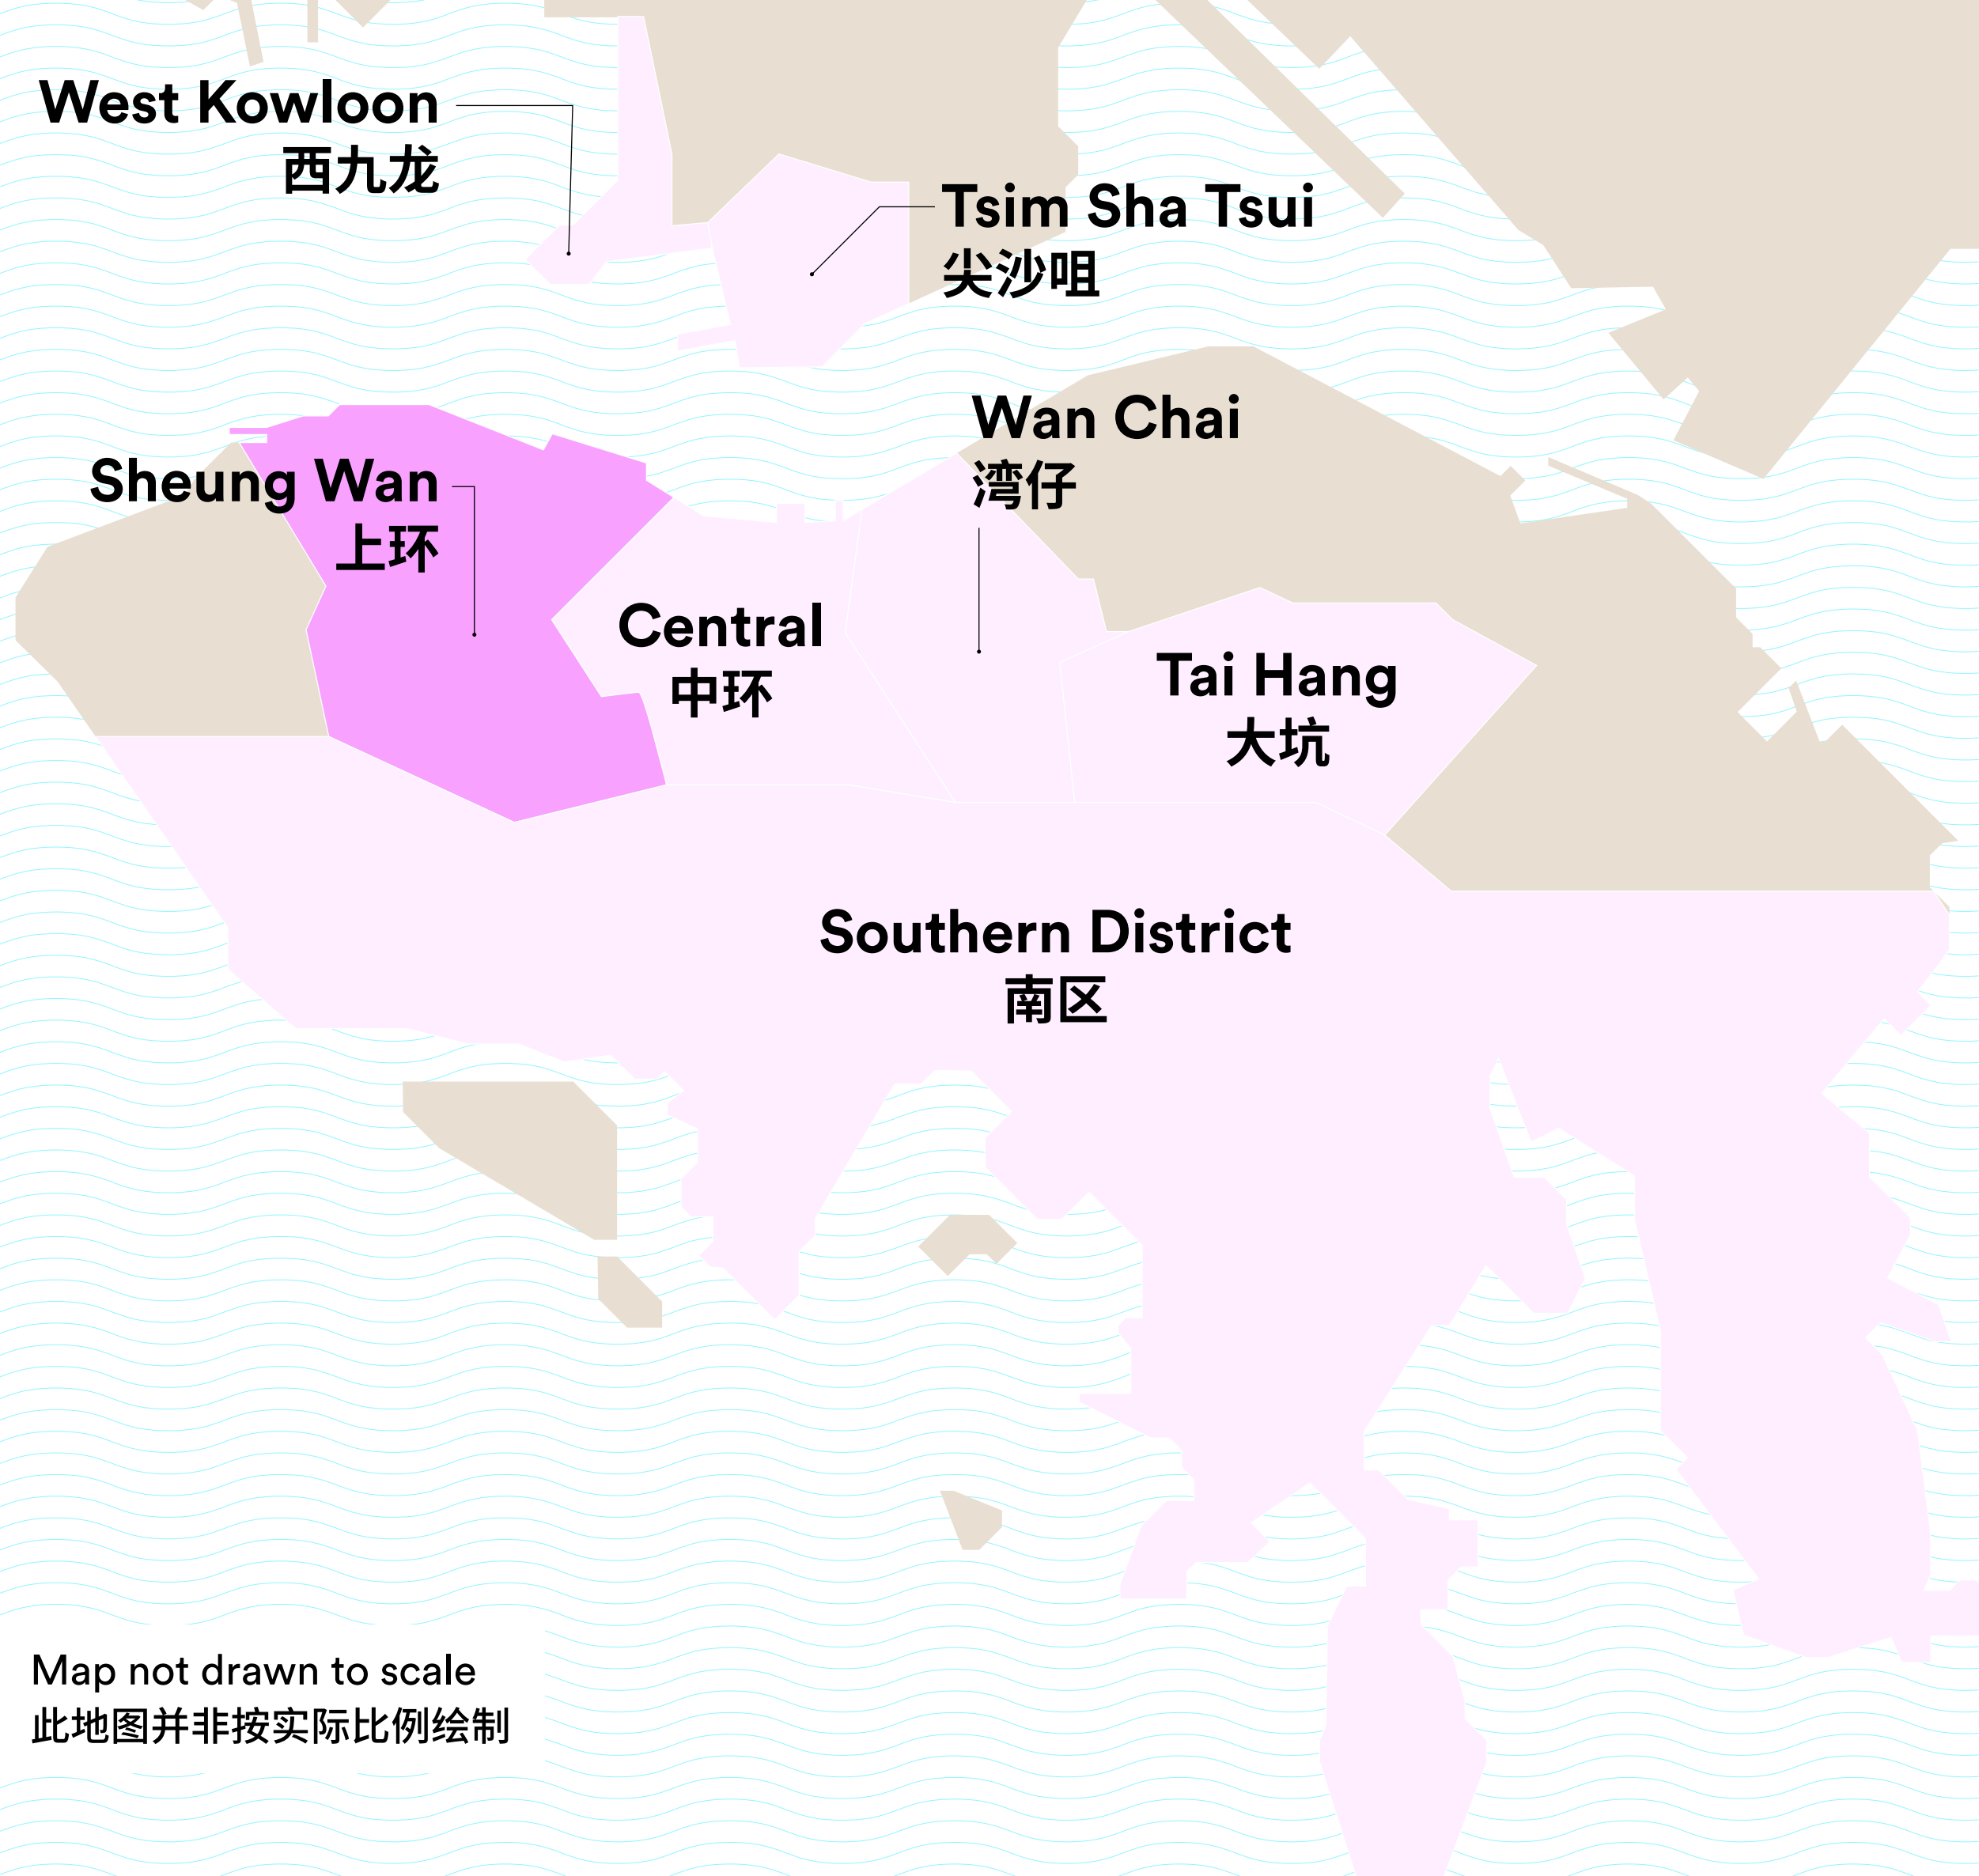 West Kowloon
西九龙
Tsim Sha Tsui
尖沙咀
Wan Chai
湾仔
Sheung Wan
上环
Central
中环
Tai Hang
大坑
Southern District
南区
Map not drawn to scale
此地图并非按实际比例绘制